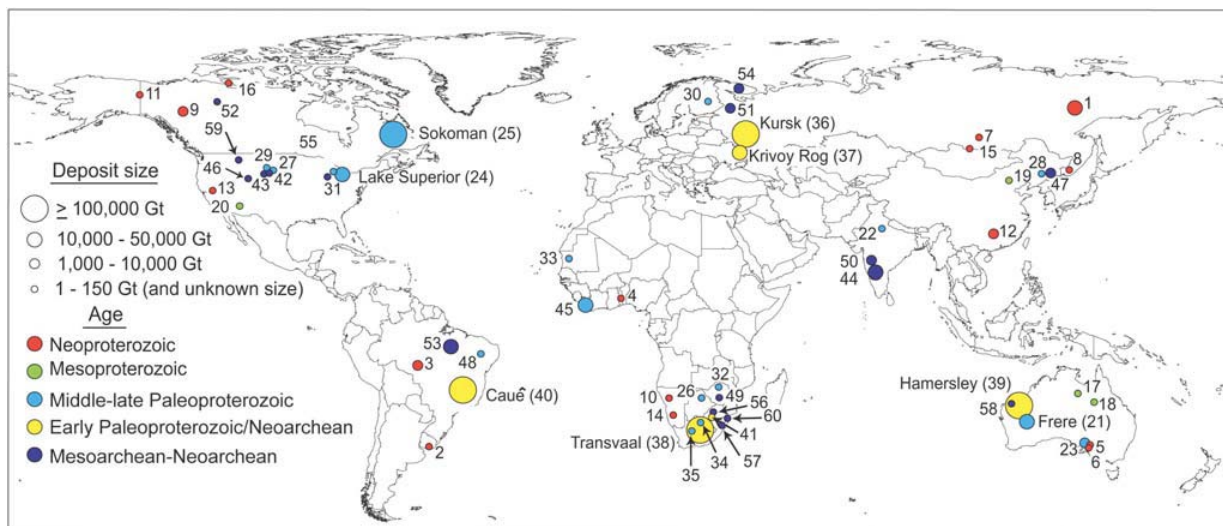 54
16
11
30
1
9
52
51
Kursk (36)
59
55
Sokoman (25)
7
Krivoy Rog (37)
15
Deposit size
29
27
28
8
46
Lake Superior (24)
19
43
42
31
47
13
≥ 100,000 Gt
20
22
12
10,000 - 50,000 Gt
33
50
1,000 - 10,000 Gt
44
4
1 - 150 Gt (and unknown size)
45
Age
53
Neoproterozoic
3
48
32
17
Mesoproterozoic
Hamersley (39)
26
56
Cauê (40)
10
49
18
Middle-late Paleoproterozoic
58
60
14
Frere (21)
Early Paleoproterozoic/Neoarchean
41
Transvaal (38)
5
2
57
23
Mesoarchean-Neoarchean
34
6
35